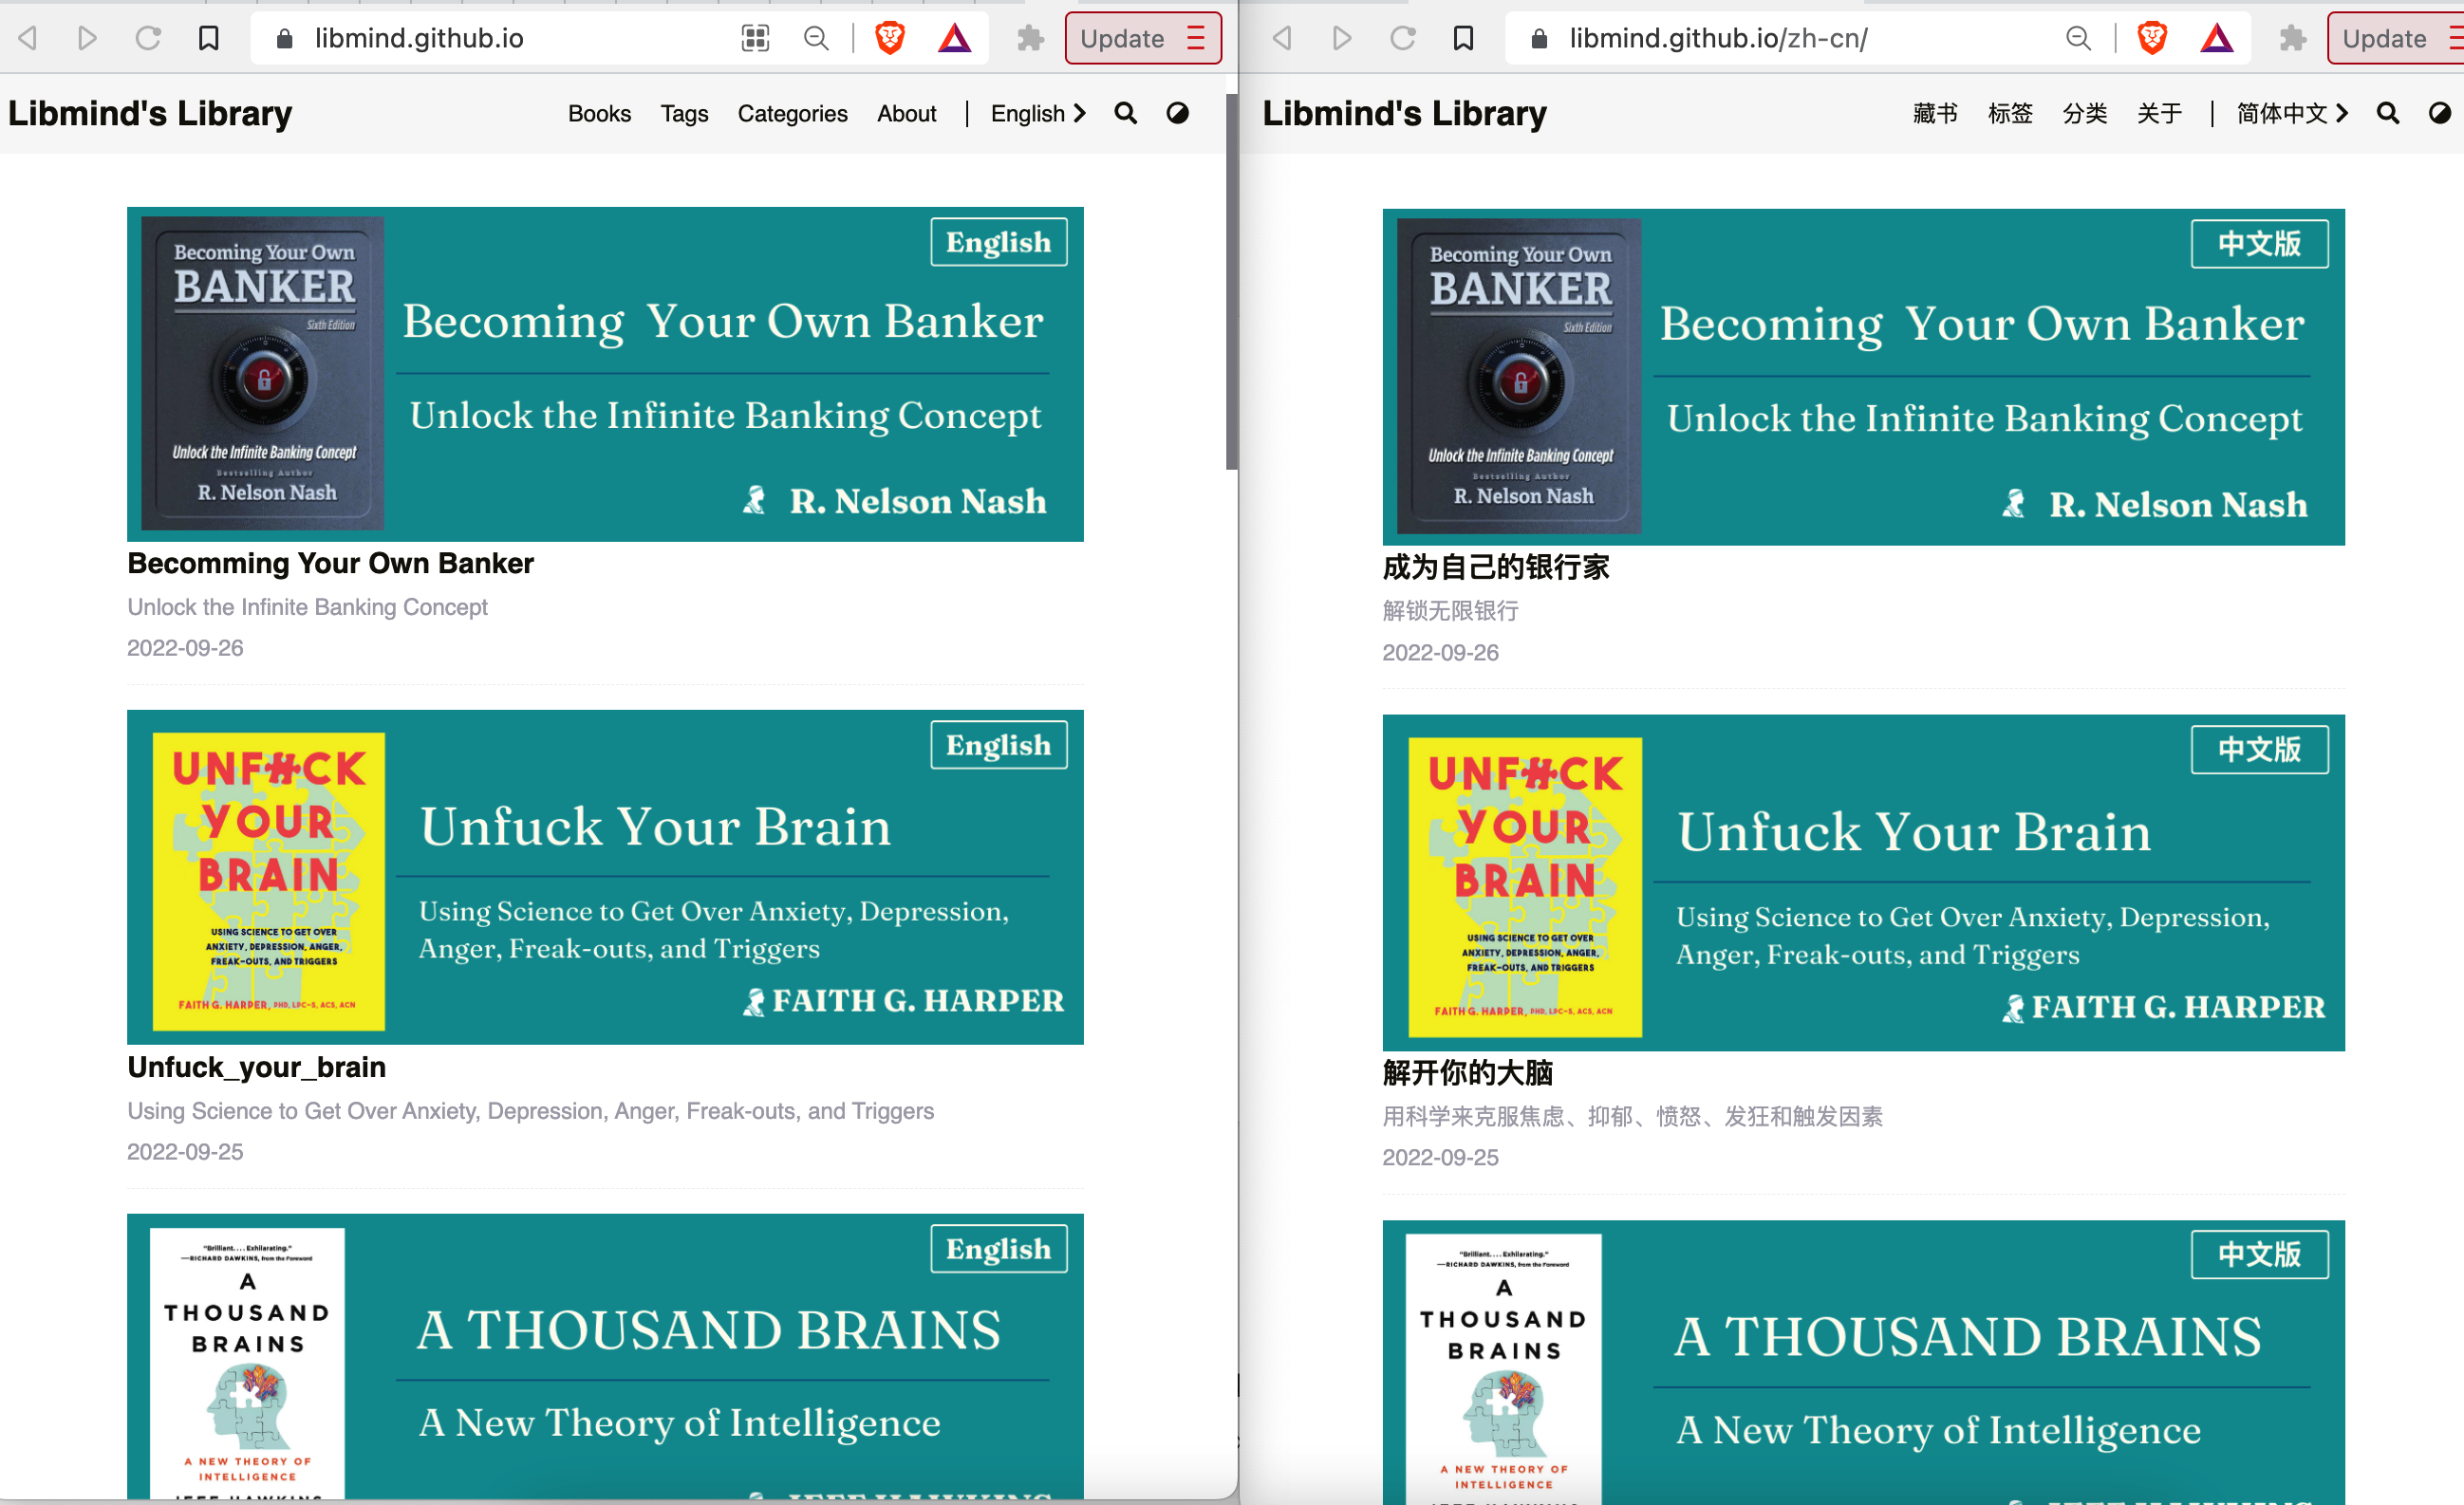 libmind.github.io
Update
Libmind's Library
Books Tags Categories About | English
Becoming Your Own
BANKER
Sixth Edition
Unlock the Infinite Banking Concept
Bestselling Author
R. Nelson Nash
English
Becoming Your Own Banker
Unlock the Infinite Banking Concept
R. Nelson Nash
Becomming Your Own Banker
Unlock the Infinite Banking Concept
2022-09-26
UNF#CK
YOUR
BRAIN
USING SCIENCE TO GET OVER
ANXIETY, DEPRESSION, ANGER,
FREAK-OUTS, AND TRIGGERS
FAITH G. HARPER, PHD, LPC-S, ACS, ACN
English
Unfuck Your Brain
Using Science to Get Over Anxiety, Depression,
Anger, Freak-outs, and Triggers
FAITH G. HARPER
Unfuck_your_brain
Using Science to Get Over Anxiety, Depression, Anger, Freak-outs, and Triggers
2022-09-25
"Brilliant. . . . Exhilarating."
—RICHARD DAWKINS, from the Foreword
A
THOUSAND
BRAINS
A NEW THEORY OF
INTELLIGENCE
JEFF HAWKINS
English
A THOUSAND BRAINS
A New Theory of Intelligence
JEFF HAWKINS
libmind.github.io/zh-cn/
Update
Libmind's Library
藏书 标签 分类 关于 | 简体中文
Becoming Your Own
BANKER
Sixth Edition
Unlock the Infinite Banking Concept
Bestselling Author
R. Nelson Nash
中文版
Becoming Your Own Banker
Unlock the Infinite Banking Concept
R. Nelson Nash
成为自己的银行家
解锁无限银行
2022-09-26
UNF#CK
YOUR
BRAIN
USING SCIENCE TO GET OVER
ANXIETY, DEPRESSION, ANGER,
FREAK-OUTS, AND TRIGGERS
FAITH G. HARPER, PHD, LPC-S, ACS, ACN
中文版
Unfuck Your Brain
Using Science to Get Over Anxiety, Depression,
Anger, Freak-outs, and Triggers
FAITH G. HARPER
解开你的大脑
用科学来克服焦虑、抑郁、愤怒、发狂和触发因素
2022-09-25
"Brilliant. . . . Exhilarating."
—RICHARD DAWKINS, from the Foreword
A
THOUSAND
BRAINS
A NEW THEORY OF
INTELLIGENCE
中文版
A THOUSAND BRAINS
A New Theory of Intelligence